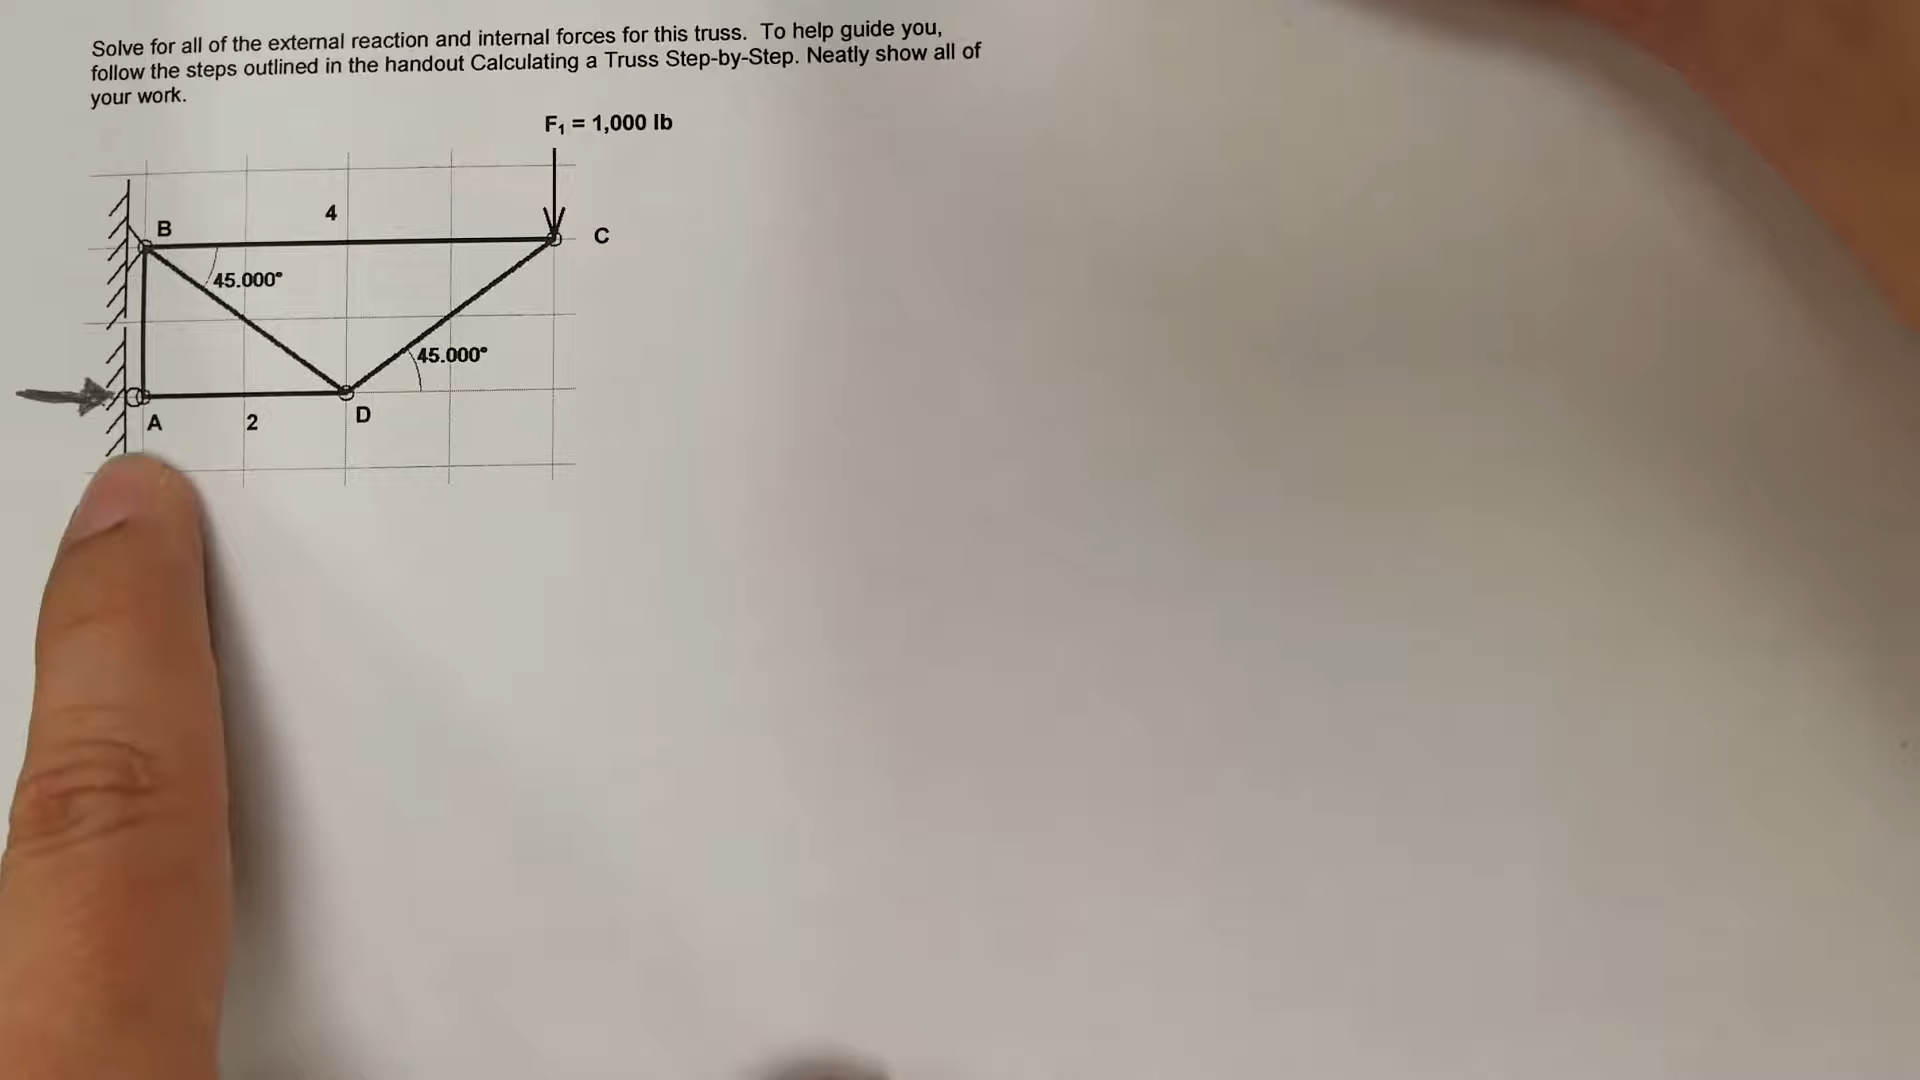 Solve for all of the external reaction and internal forces for this truss. To help guide you,
follow the steps outlined in the handout Calculating a Truss Step-by-Step. Neatly show all of
your work.
F₁ = 1,000 lb
4
B
C
45.000°
45.000°
A
2
D